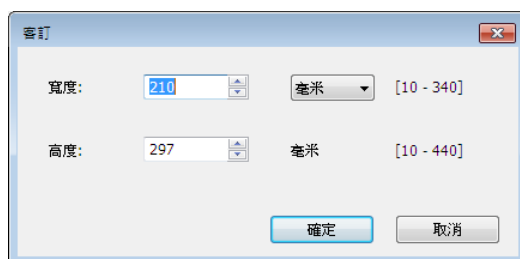 客訂
寬度: 210 毫米 [10 - 340]
高度: 297 毫米 [10 - 440]
確定 取消